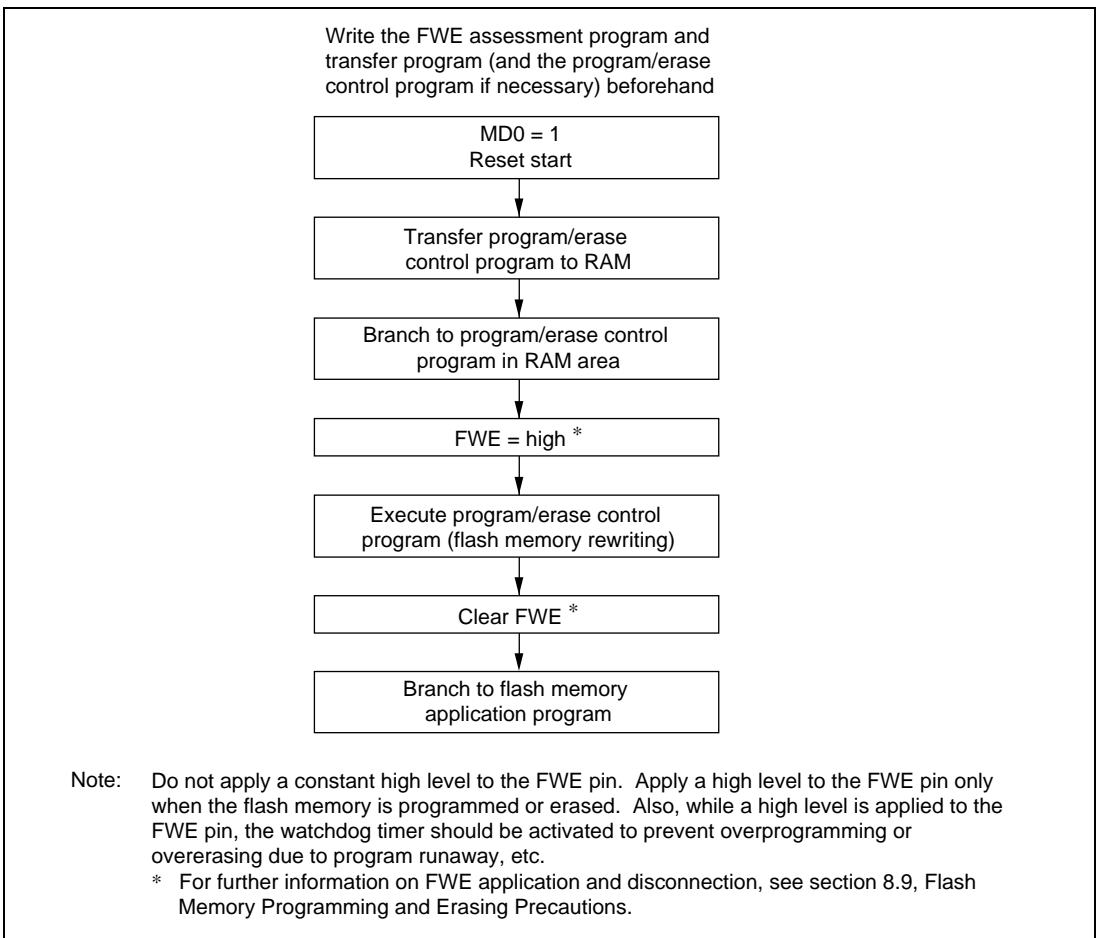 Write the FWE assessment program and
transfer program (and the program/erase
control program if necessary) beforehand
MD0 = 1
Reset start
Transfer program/erase
control program to RAM
Branch to program/erase control
program in RAM area
FWE = high *
Execute program/erase control
program (flash memory rewriting)
Clear FWE *
Branch to flash memory
application program
Note: Do not apply a constant high level to the FWE pin. Apply a high level to the FWE pin only
when the flash memory is programmed or erased. Also, while a high level is applied to the
FWE pin, the watchdog timer should be activated to prevent overprogramming or
overerasing due to program runaway, etc.
* For further information on FWE application and disconnection, see section 8.9, Flash
Memory Programming and Erasing Precautions.